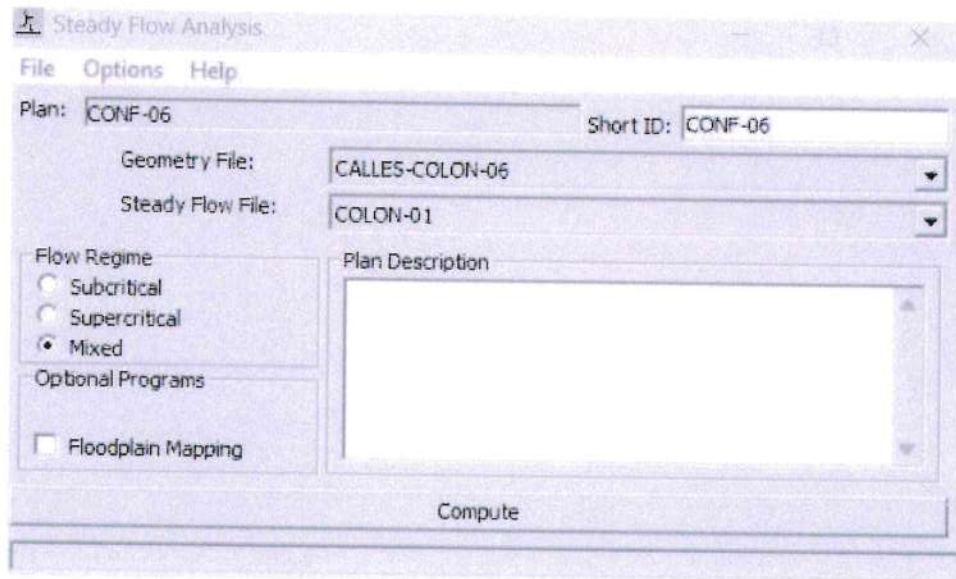 Steady Flow Analysis
File Options Help
Plan: CONF-06 Short ID: CONF-06
Geometry File: CALLES-COLON-06
Steady Flow File: COLON-01
Flow Regime
Subcritical
Supercritical
Mixed
Optional Programs
Floodplain Mapping
Plan Description
Compute